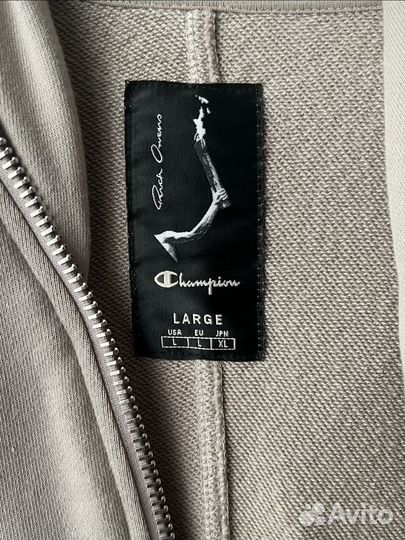 Rick Owens
Champion
LARGE
USA EU JPN
L L XL
Avito